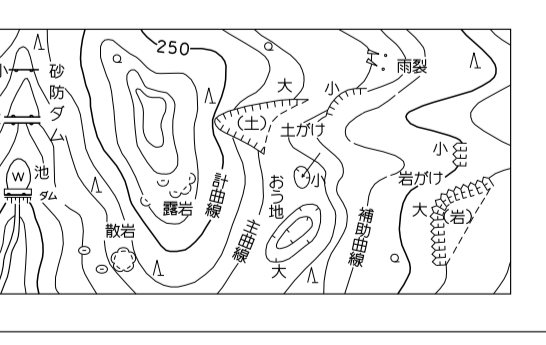 250
小
砂防ダム
大
小
雨裂
(土)
土がけ
小
池
W
ダム
計曲線
おう地
小
岩がけ
大
(岩)
露岩
散岩
主曲線
補助曲線
大